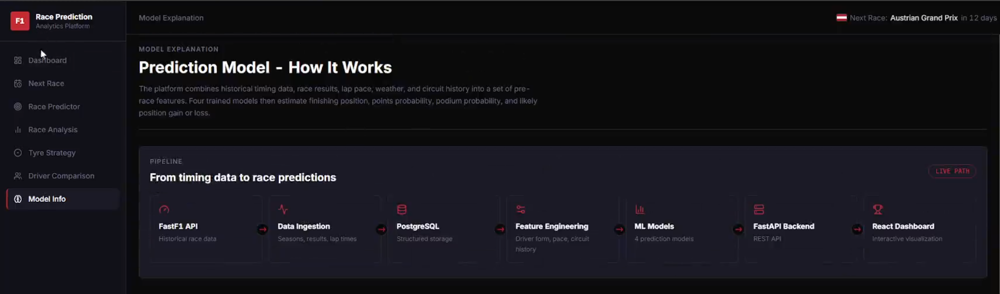 F1
Race Prediction
Analytics Platform
Dashboard
Next Race
Race Predictor
Race Analysis
Tyre Strategy
Driver Comparison
Model Info
Model Explanation
Next Race: Austrian Grand Prix in 12 days
MODEL EXPLANATION
Prediction Model - How It Works
The platform combines historical timing data, race results, lap pace, weather, and circuit history into a set of pre-
race features. Four trained models then estimate finishing position, points probability, podium probability, and likely
position gain or loss.
PIPELINE
From timing data to race predictions
LIVE PATH
FastF1 API
Historical race data
Data Ingestion
Seasons, results, lap times
PostgreSQL
Structured storage
Feature Engineering
Driver form, pace, circuit
history
ML Models
4 prediction models
FastAPI Backend
REST API
React Dashboard
Interactive visualization